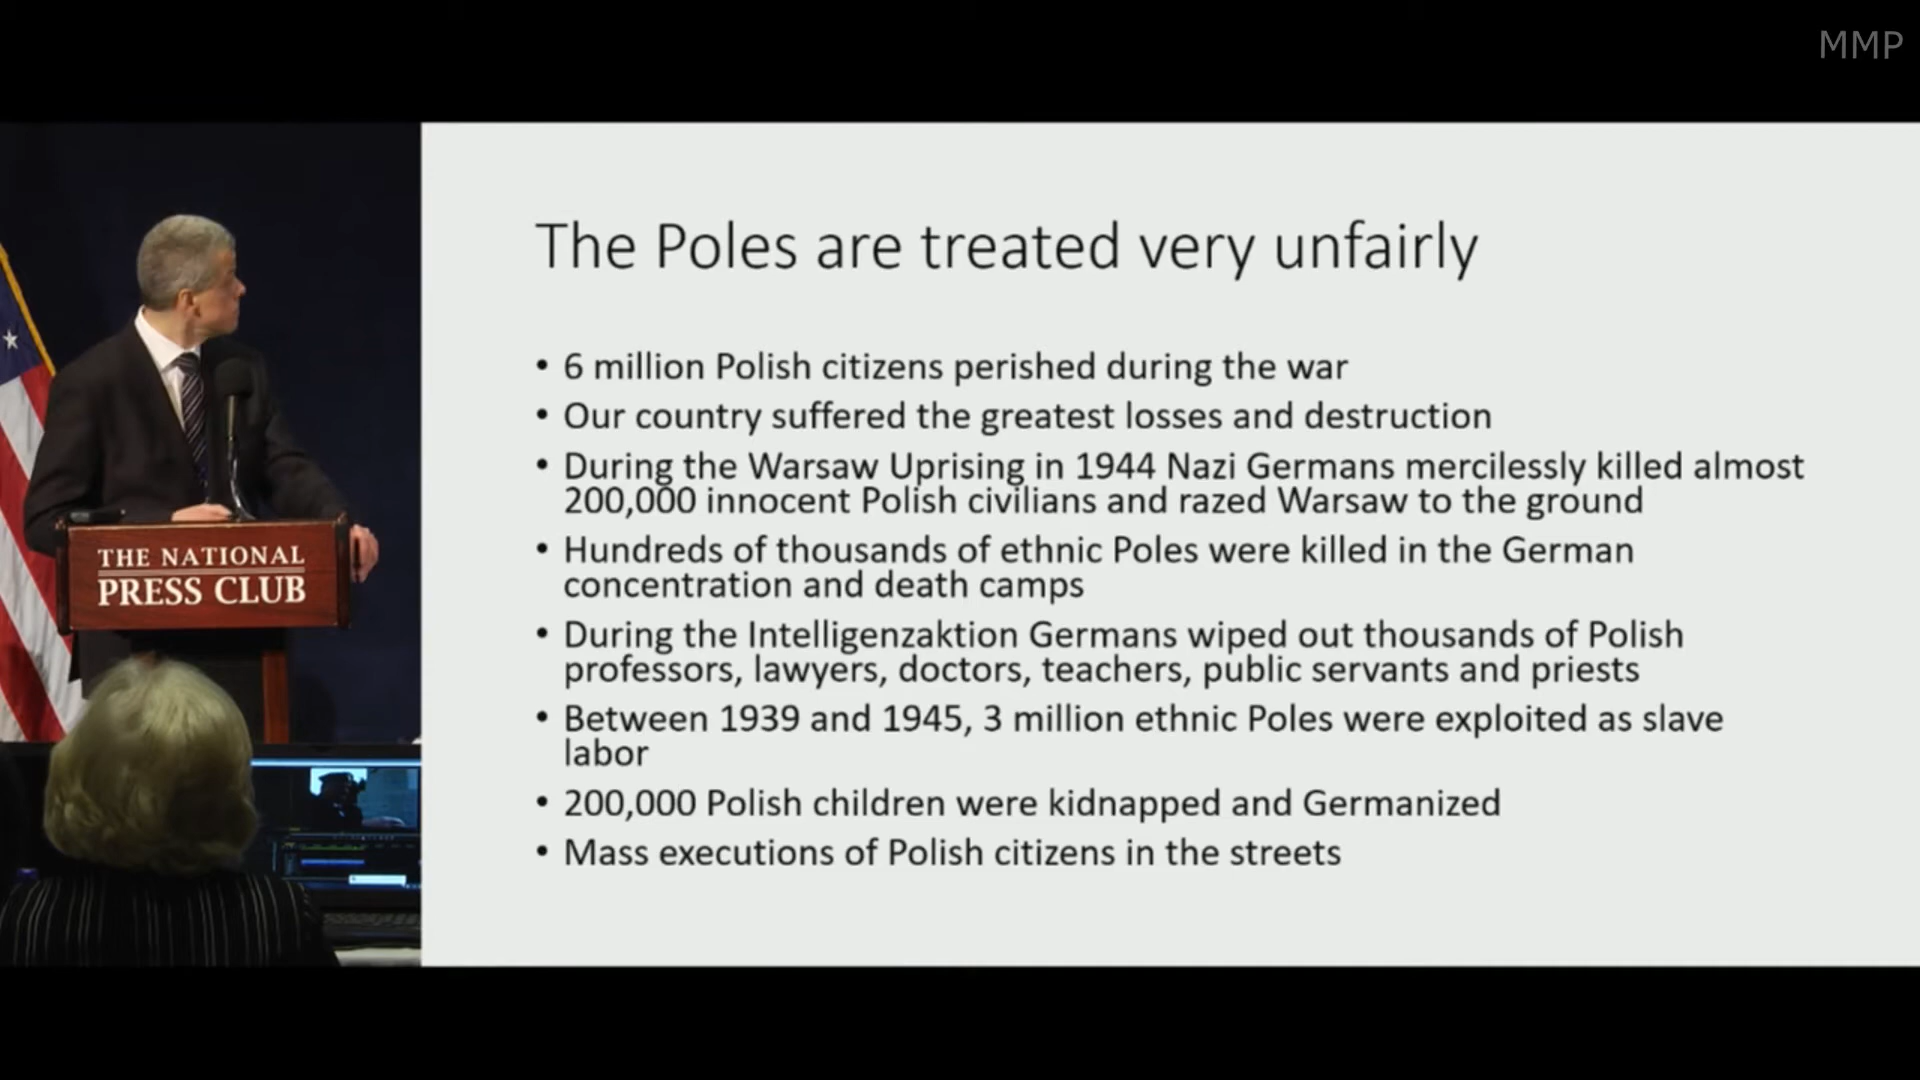 MMP
The Poles are treated very unfairly
• 6 million Polish citizens perished during the war
• Our country suffered the greatest losses and destruction
• During the Warsaw Uprising in 1944 Nazi Germans mercilessly killed almost
200,000 innocent Polish civilians and razed Warsaw to the ground
• Hundreds of thousands of ethnic Poles were killed in the German
concentration and death camps
• During the Intelligenzaktion Germans wiped out thousands of Polish
professors, lawyers, doctors, teachers, public servants and priests
• Between 1939 and 1945, 3 million ethnic Poles were exploited as slave
labor
• 200,000 Polish children were kidnapped and Germanized
• Mass executions of Polish citizens in the streets
THE NATIONAL
PRESS CLUB